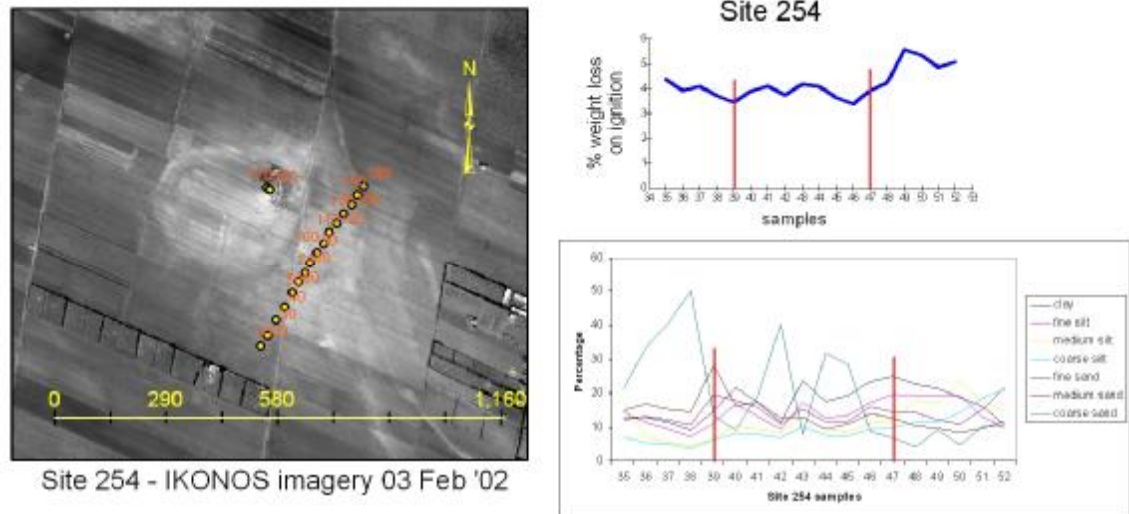 Site 254
N
0 290 580 1,160
Site 254 - IKONOS imagery 03 Feb '02
% weight loss
on ignition
6
5
4
3
2
1
0
34 35 36 37 38 39 40 41 42 43 44 45 46 47 48 49 50 51 52 53
samples
Percentage
60
50
40
30
20
10
0
35 36 37 38 39 40 41 42 43 44 45 46 47 48 49 50 51 52
Site 254 samples
clay
fine silt
medium silt
coarse silt
fine sand
medium sand
coarse sand